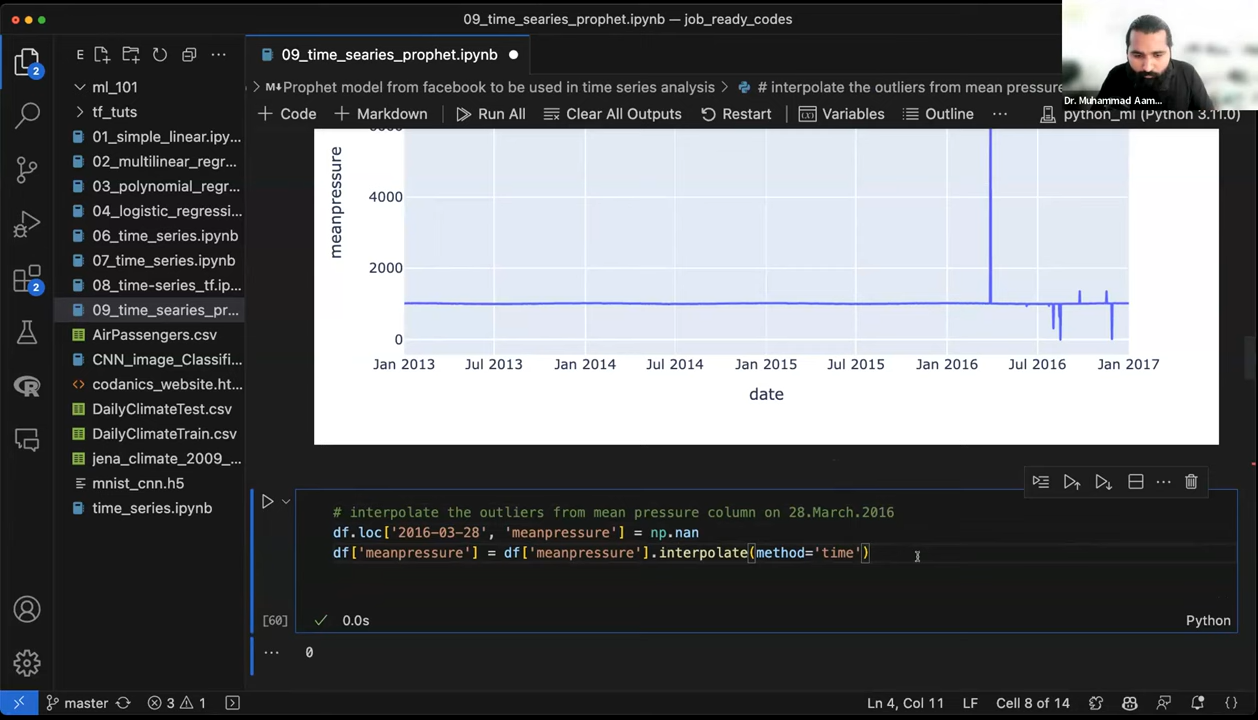 09_time_searies_prophet.ipynb — job_ready_codes
E
09_time_searies_prophet.ipynb
2
ml_101
tf_tuts
01_simple_linear.ipy...
02_multilinear_regr...
03_polynomial_regr...
04_logistic_regressi...
06_time_series.ipynb
07_time_series.ipynb
08_time-series_tf.ip...
09_time_searies_pr...
AirPassengers.csv
CNN_image_Classifi...
codanics_website.ht...
DailyClimateTest.csv
DailyClimateTrain.csv
jena_climate_2009_...
mnist_cnn.h5
time_series.ipynb
2
Prophet model from facebook to be used in time series analysis > # interpolate the outliers from mean pressure
Dr. Muhammad Aam...
+ Code + Markdown Run All Clear All Outputs Restart Variables Outline ... python_ml (Python 3.11.0)
meanpressure
4000
2000
0
Jan 2013 Jul 2013 Jan 2014 Jul 2014 Jan 2015 Jul 2015 Jan 2016 Jul 2016 Jan 2017
date
# interpolate the outliers from mean pressure column on 28.March.2016
df.loc['2016-03-28', 'meanpressure'] = np.nan
df['meanpressure'] = df['meanpressure'].interpolate(method='time')
[60] 0.0s Python
0
master 3 1 Ln 4, Col 11 LF Cell 8 of 14